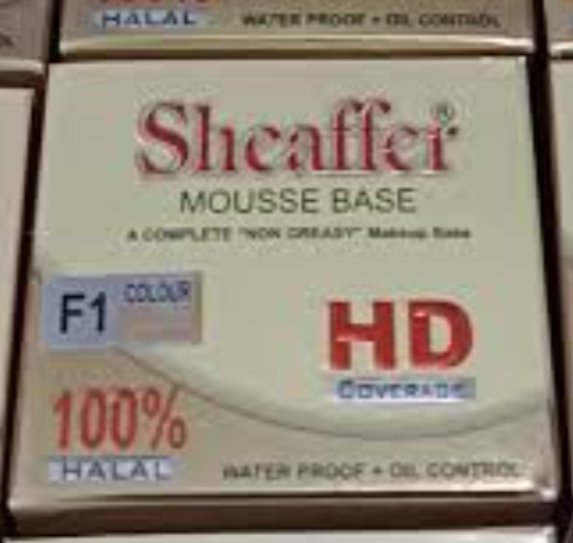 HALAL WATER PROOF + OIL CONTROL
Sheaffer®
MOUSSE BASE
A COMPLETE "NON GREASY" Makeup Base
F1 COLOUR
HD
COVERAGE
100%
HALAL
WATER PROOF + OIL CONTROL